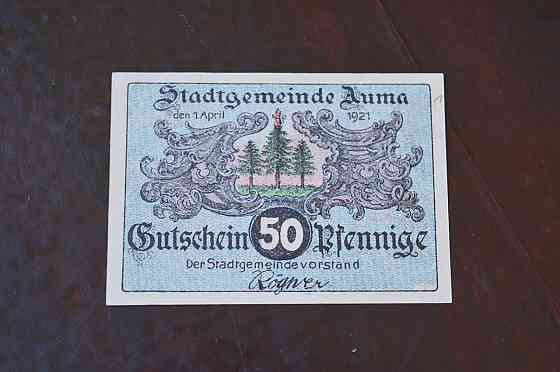 Stadtgemeinde Auma
den 1 April 1921
Gutschein 50 Pfennige
Der Stadtgemeindevorstand